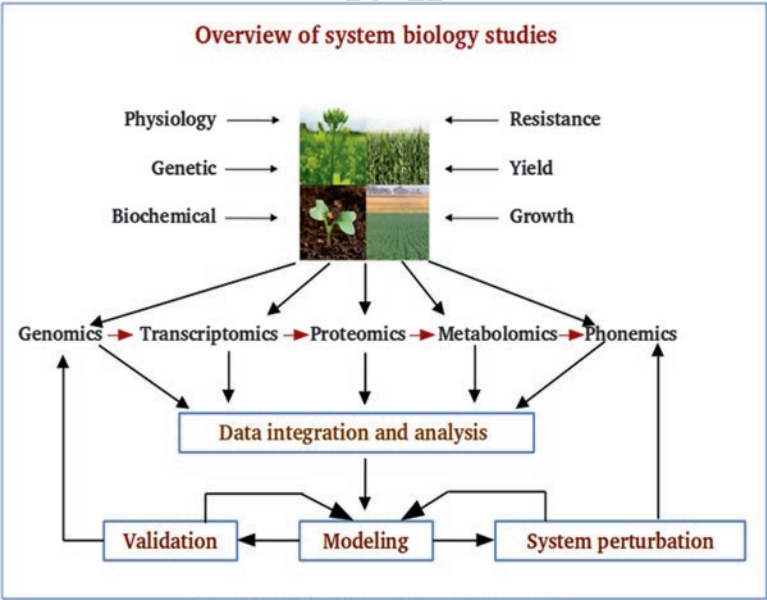 Overview of system biology studies
Physiology
Resistance
Genetic
Yield
Biochemical
Growth
Genomics Transcriptomics Proteomics Metabolomics Phonemics
Data integration and analysis
Validation Modeling System perturbation